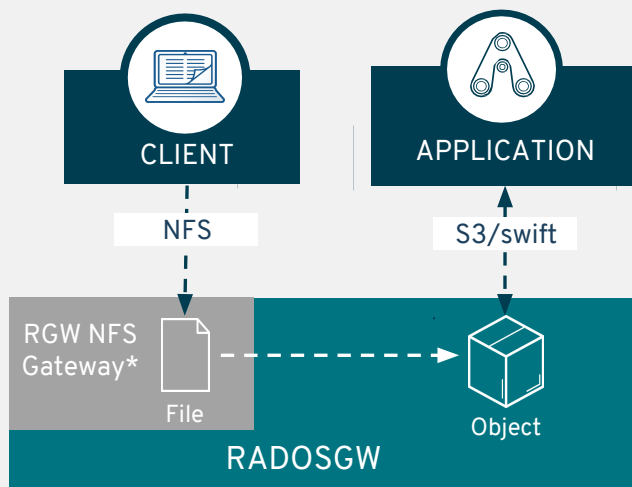 CLIENT
APPLICATION
NFS
S3/swift
RGW NFS
Gateway*
File
Object
RADOSGW